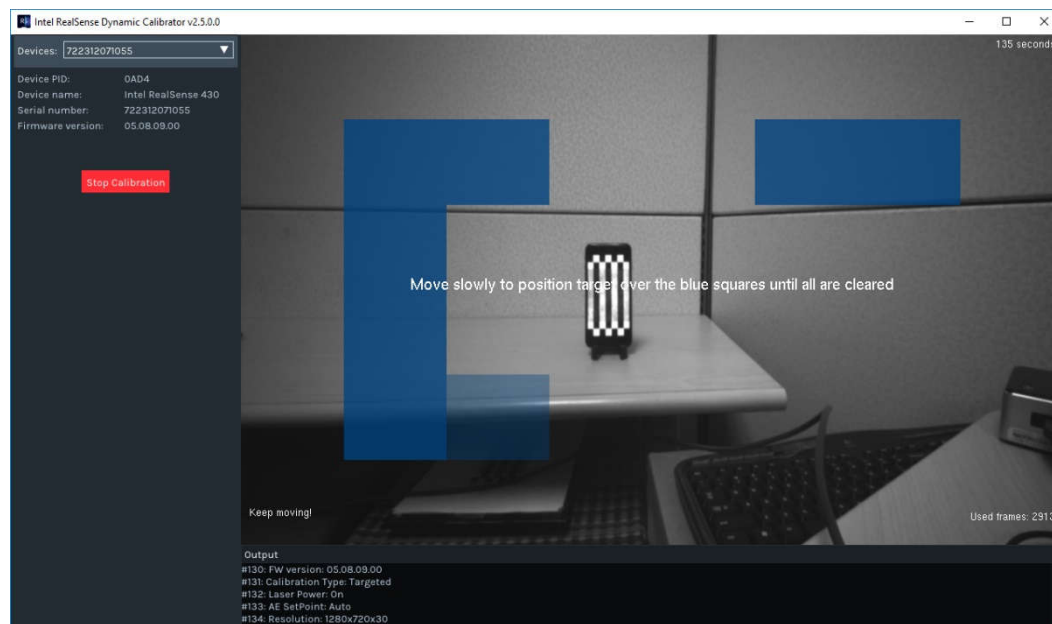 Intel RealSense Dynamic Calibrator v2.5.0.0
Devices: 722312071055
Device PID: 0AD4
Device name: Intel RealSense 430
Serial number: 722312071055
Firmware version: 05.08.09.00
Stop Calibration
135 seconds
Move slowly to position target over the blue squares until all are cleared
Keep moving!
Used frames: 2913
Output
#130: FW version: 05.08.09.00
#131: Calibration Type: Targeted
#132: Laser Power: On
#133: AE SetPoint: Auto
#134: Resolution: 1280x720x30